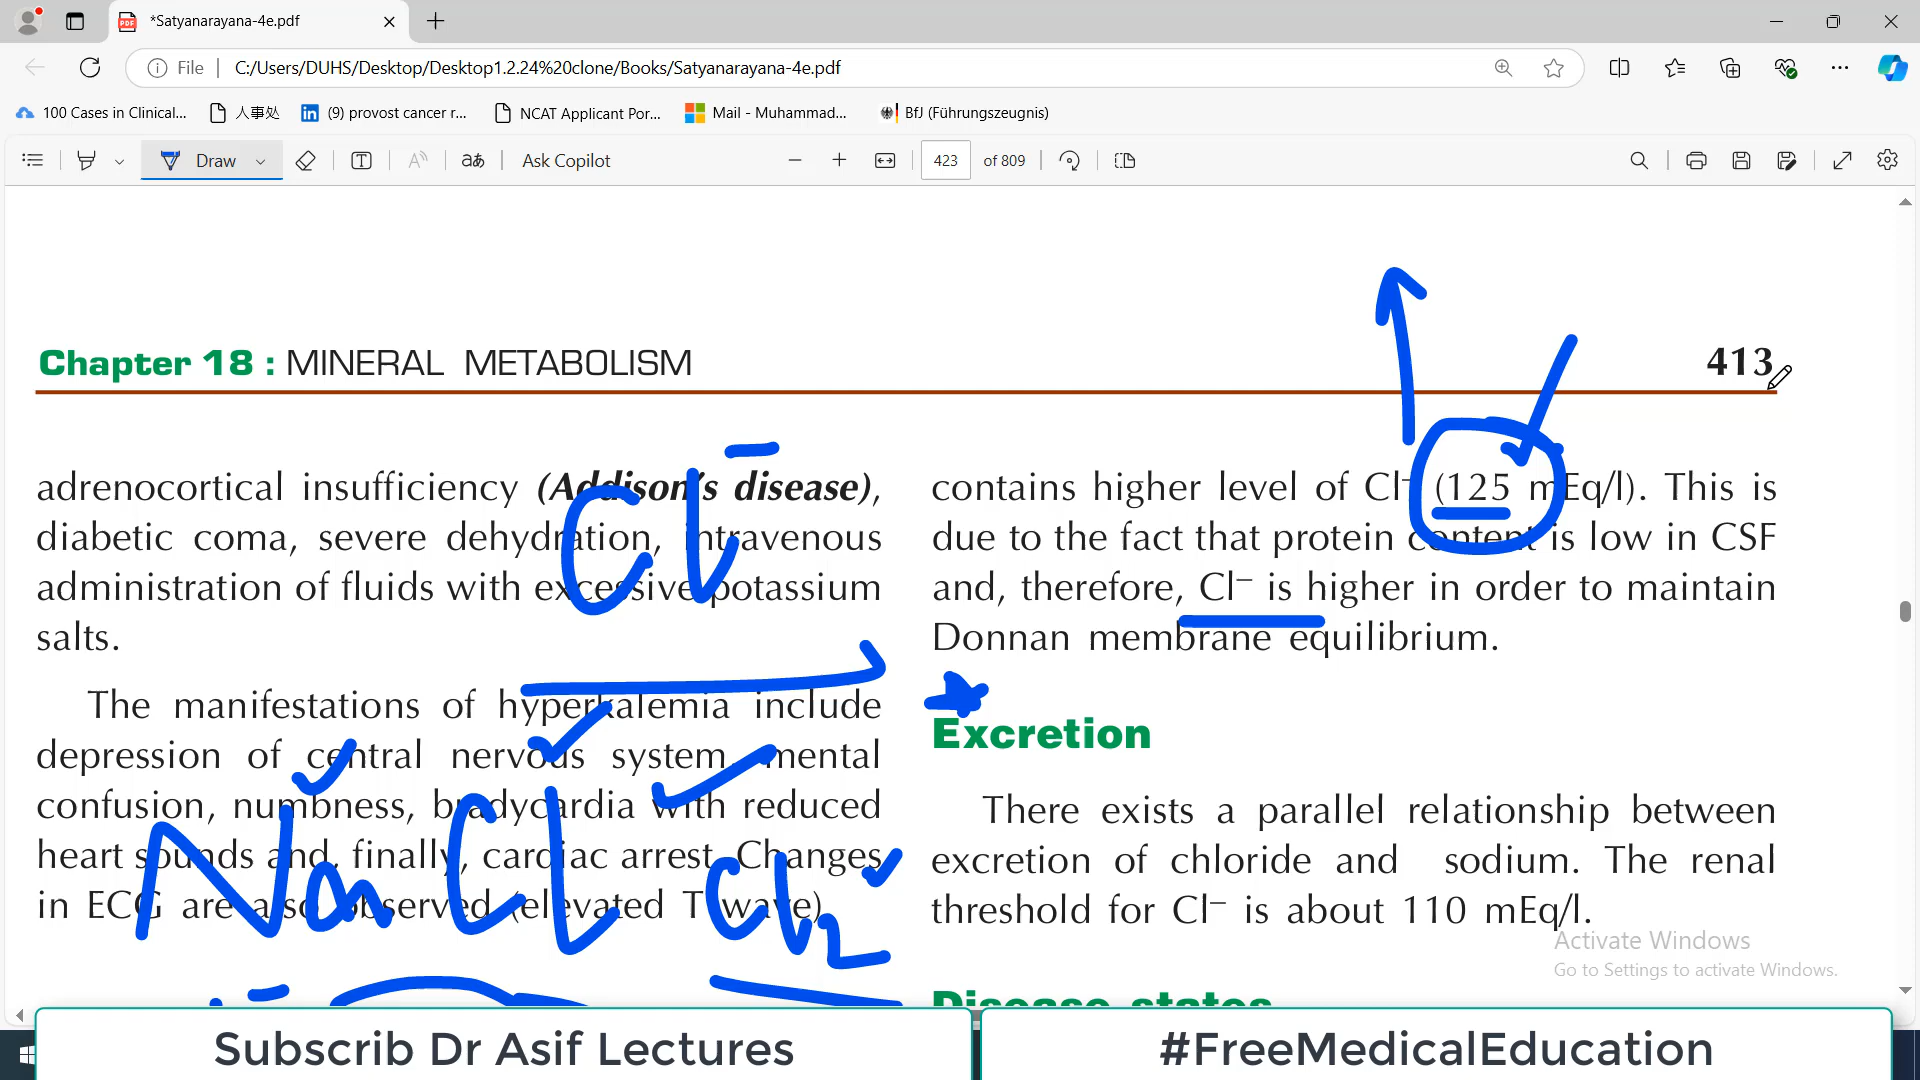 *Satyanarayana-4e.pdf
File
C:/Users/DUHS/Desktop/Desktop1.2.24%20clone/Books/Satyanarayana-4e.pdf
100 Cases in Clinical...
人事处
(9) provost cancer r...
NCAT Applicant Por...
Mail - Muhammad...
BfJ (Führungszeugnis)
Draw
aあ
Ask Copilot
423 of 809
Chapter 18 : MINERAL METABOLISM
413
adrenocortical insufficiency (Addison's disease),
diabetic coma, severe dehydration, intravenous
administration of fluids with excessive potassium
salts.
The manifestations of hyperkalemia include
depression of central nervous system, mental
confusion, numbness, bradycardia with reduced
heart sounds and, finally, cardiac arrest. Changes
in ECG are also observed (elevated T wave).
Cl⁻
Na Cl
Cl2
contains higher level of Cl⁻ (125 mEq/l). This is
due to the fact that protein content is low in CSF
and, therefore, Cl⁻ is higher in order to maintain
Donnan membrane equilibrium.
Excretion
There exists a parallel relationship between
excretion of chloride and sodium. The renal
threshold for Cl⁻ is about 110 mEq/l.
Disease states
Activate Windows
Go to Settings to activate Windows.
Subscrib Dr Asif Lectures
#FreeMedicalEducation